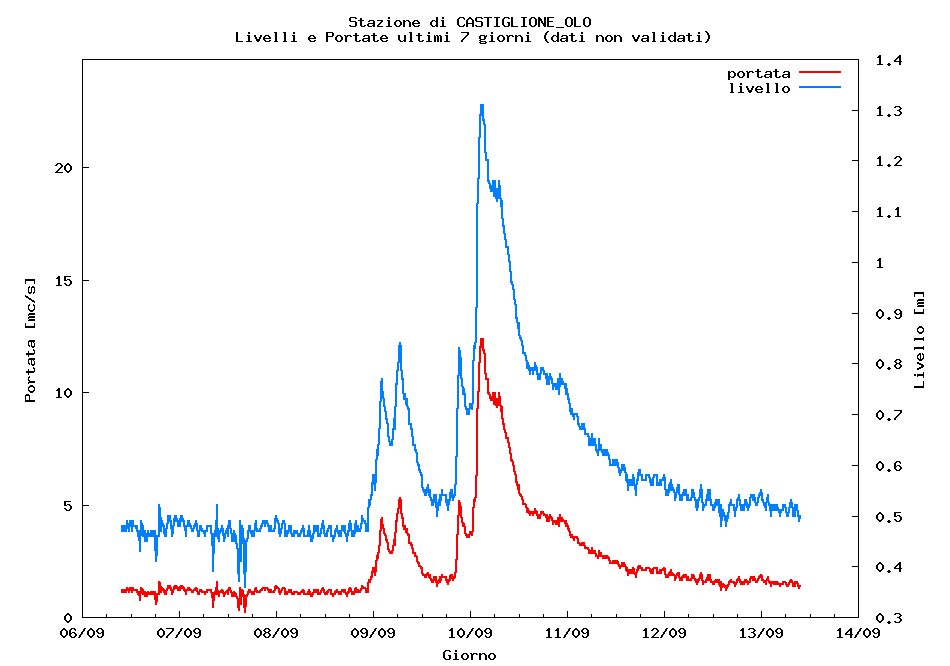 Stazione di CASTIGLIONE_OLO
Livelli e Portate ultimi 7 giorni (dati non validati)
portata
livello
Portata [mc/s]
0
5
10
15
20
Livello [m]
1.4
1.3
1.2
1.1
1
0.9
0.8
0.7
0.6
0.5
0.4
0.3
06/09 07/09 08/09 09/09 10/09 11/09 12/09 13/09 14/09
Giorno